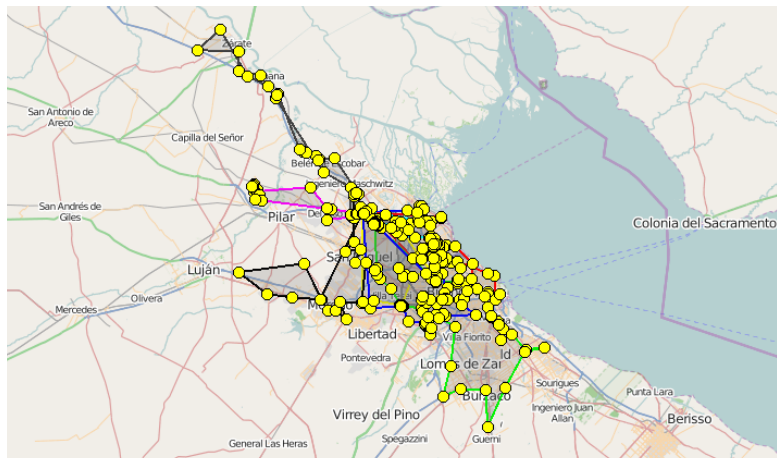 Zárate
San Antonio de
Areco
Capilla del Señor
Pilar
San Andrés de
Giles
Colonia del Sacramento
Luján
Mercedes
Olivera
Libertad
Pontevedra
Villa Fiorito
Lomas de Zar
Sourigues
Punta Lara
Ingeniero Juan
Allan
Virrey del Pino
Berisso
General Las Heras
Spegazzini
Guerni